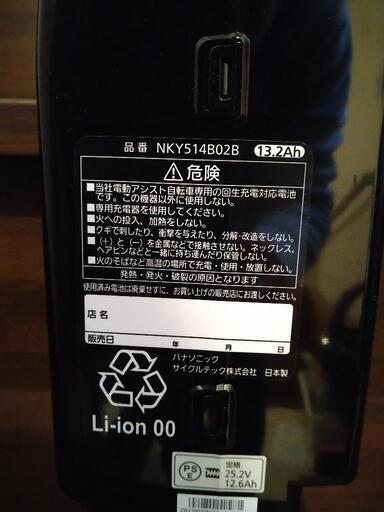 品番 NKY514B02B 13.2Ah
危険
■当社電動アシスト自転車専用の回生充電対応電池
です。この機器以外に使用しない。
■専用充電器を使用してください。
■火への投入、加熱をしない。
■クギで刺したり、衝撃を与えたり、分解・改造をしない。
■(+)と(−)を金属などで接触させない。ネックレス、
ヘアピンなどと一緒に持ち運んだり保管しない。
■火のそばなど高温の場所で充電・使用・放置しない。
発熱・発火・破裂の原因となります
使用済み電池は廃棄せずに、お買い上げの販売店にお渡しください。
店名
販売日 年 月 日
パナソニック
サイクルテック株式会社 日本製
Li-ion 00
PS
E
定格
25.2V
12.6Ah